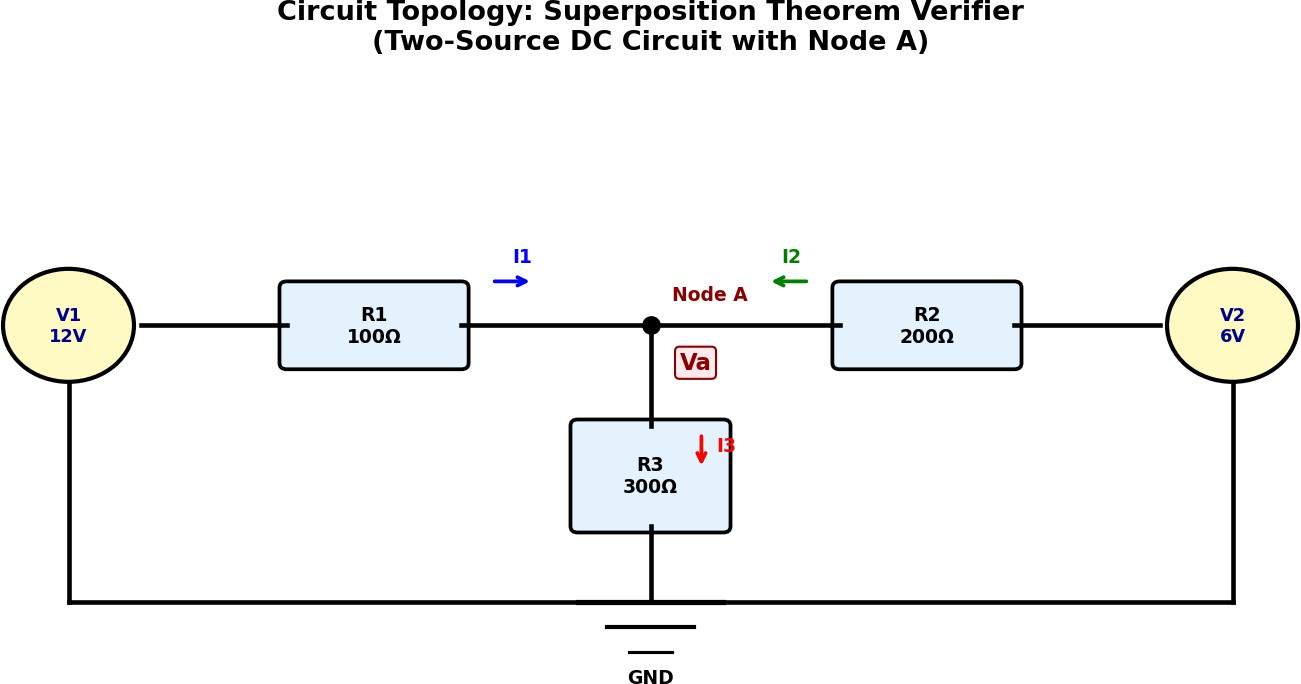 Circuit Topology: Superposition Theorem Verifier
(Two-Source DC Circuit with Node A)
I1
I2
Node A
V1
12V
R1
100Ω
R2
200Ω
V2
6V
Va
I3
R3
300Ω
GND